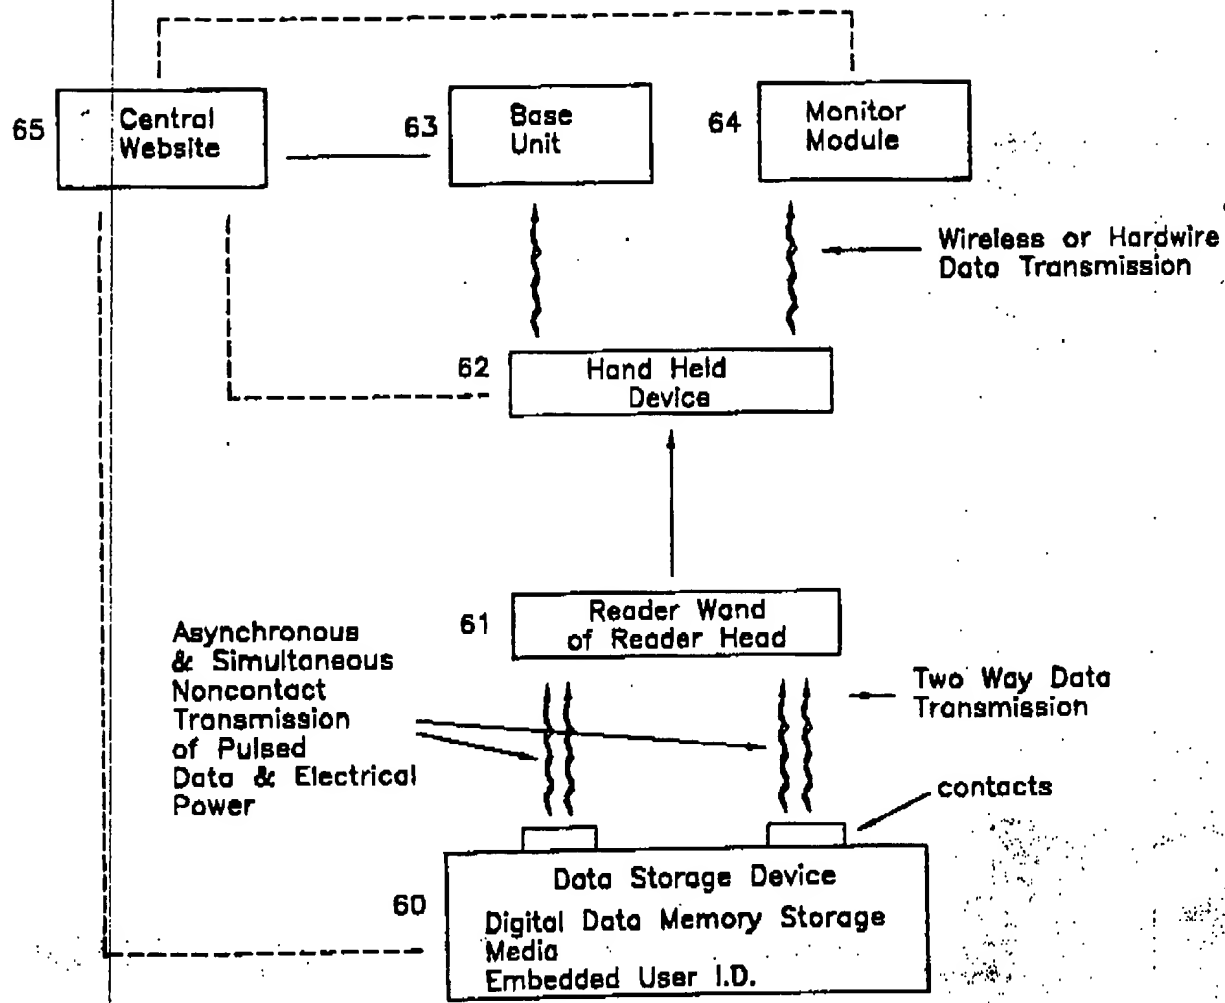 65
Central
Website
63
Base
Unit
64
Monitor
Module
Wireless or Hardwire
Data Transmission
62
Hand Held
Device
61
Reader Wand
of Reader Head
Asynchronous
& Simultaneous
Noncontact
Transmission
of Pulsed
Data & Electrical
Power
Two Way Data
Transmission
contacts
60
Data Storage Device
Digital Data Memory Storage
Media
Embedded User I.D.